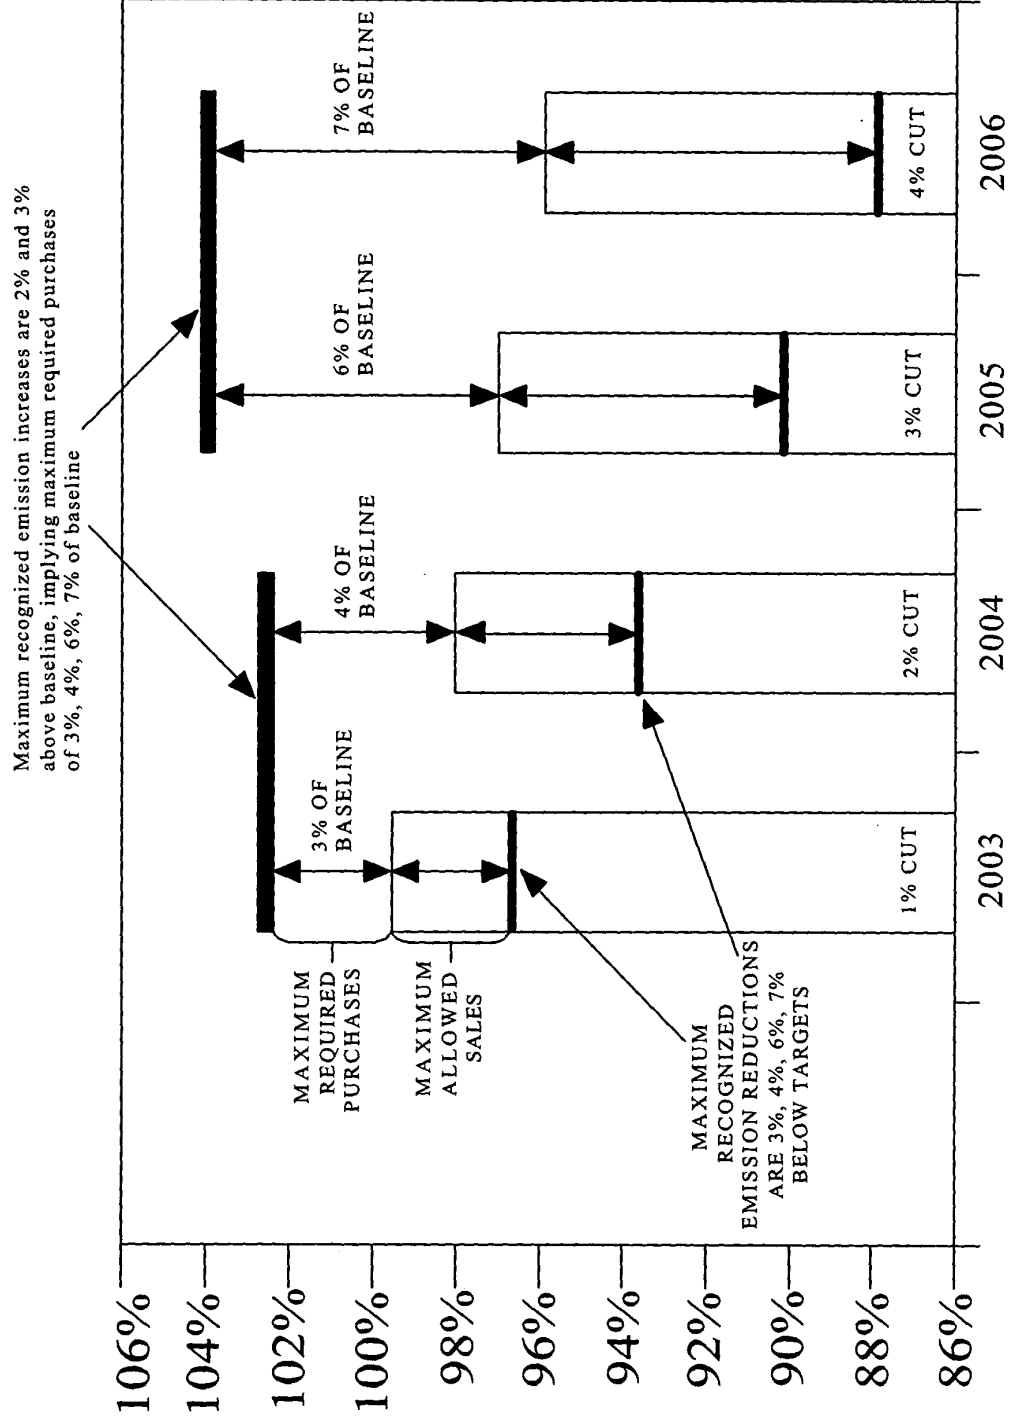 Maximum recognized emission increases are 2% and 3%
above baseline, implying maximum required purchases
of 3%, 4%, 6%, 7% of baseline
106%
104%
102%
100%
98%
96%
94%
92%
90%
88%
86%
MAXIMUM
REQUIRED
PURCHASES
MAXIMUM
ALLOWED
SALES
MAXIMUM
RECOGNIZED
EMISSION REDUCTIONS
ARE 3%, 4%, 6%, 7%
BELOW TARGETS
3% OF
BASELINE
4% OF
BASELINE
6% OF
BASELINE
7% OF
BASELINE
1% CUT
2% CUT
3% CUT
4% CUT
2003
2004
2005
2006